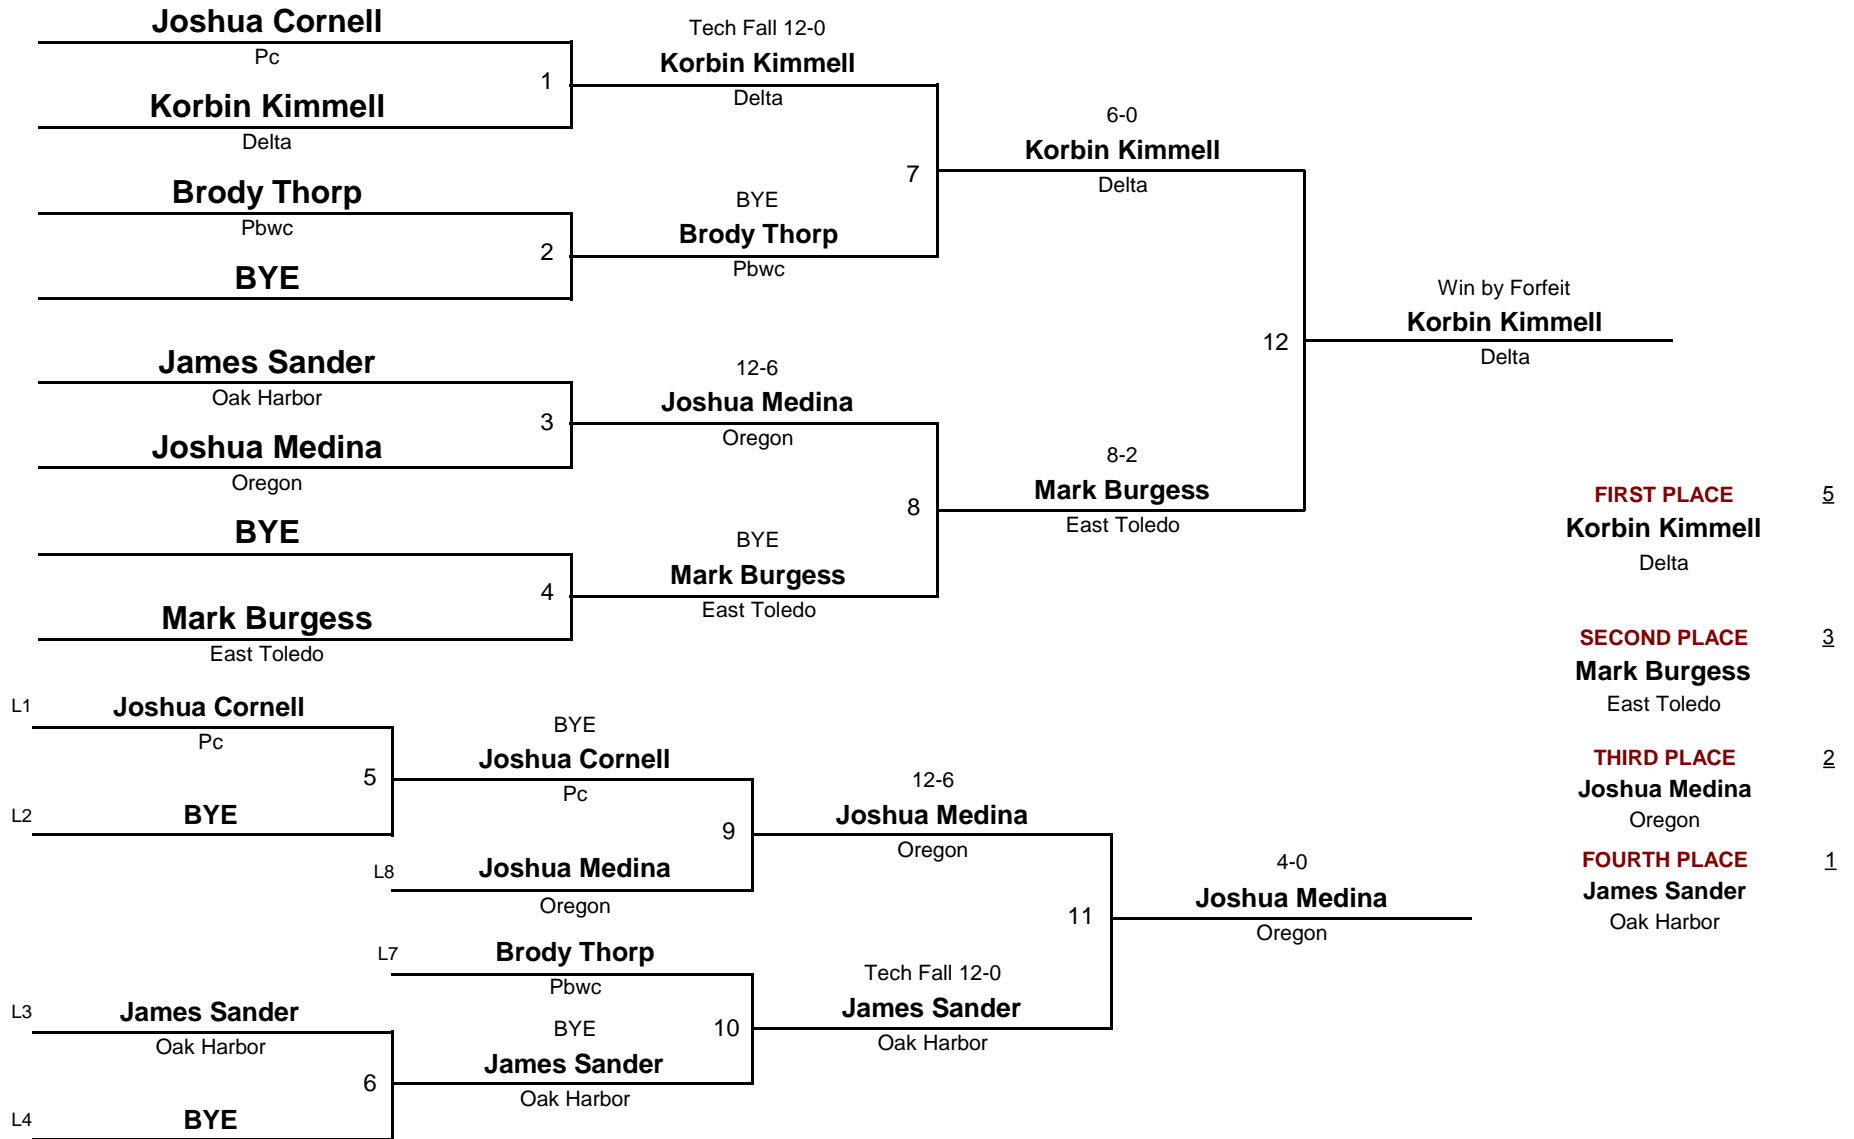 Joshua Cornell
Pc
1
Korbin Kimmell
Delta
Brody Thorp
Pbwc
2
BYE
James Sander
Oak Harbor
3
Joshua Medina
Oregon
BYE
4
Mark Burgess
East Toledo
Tech Fall 12-0
Korbin Kimmell
Delta
7
BYE
Brody Thorp
Pbwc
12-6
Joshua Medina
Oregon
8
BYE
Mark Burgess
East Toledo
6-0
Korbin Kimmell
Delta
12
8-2
Mark Burgess
East Toledo
Win by Forfeit
Korbin Kimmell
Delta
L1
Joshua Cornell
Pc
5
L2
BYE
L3
James Sander
Oak Harbor
6
L4
BYE
BYE
Joshua Cornell
Pc
9
L8
Joshua Medina
Oregon
L7
Brody Thorp
Pbwc
10
BYE
James Sander
Oak Harbor
12-6
Joshua Medina
Oregon
11
Tech Fall 12-0
James Sander
Oak Harbor
4-0
Joshua Medina
Oregon
FIRST PLACE 5
Korbin Kimmell
Delta
SECOND PLACE 3
Mark Burgess
East Toledo
THIRD PLACE 2
Joshua Medina
Oregon
FOURTH PLACE 1
James Sander
Oak Harbor